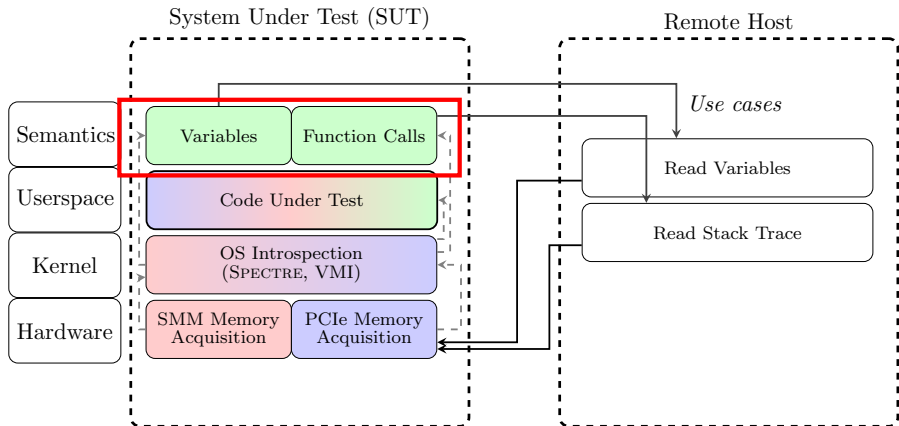 System Under Test (SUT)
Remote Host
Use cases
Semantics
Variables
Function Calls
Read Variables
Userspace
Code Under Test
Read Stack Trace
Kernel
OS Introspection
(SPECTRE, VMI)
Hardware
SMM Memory
Acquisition
PCIe Memory
Acquisition